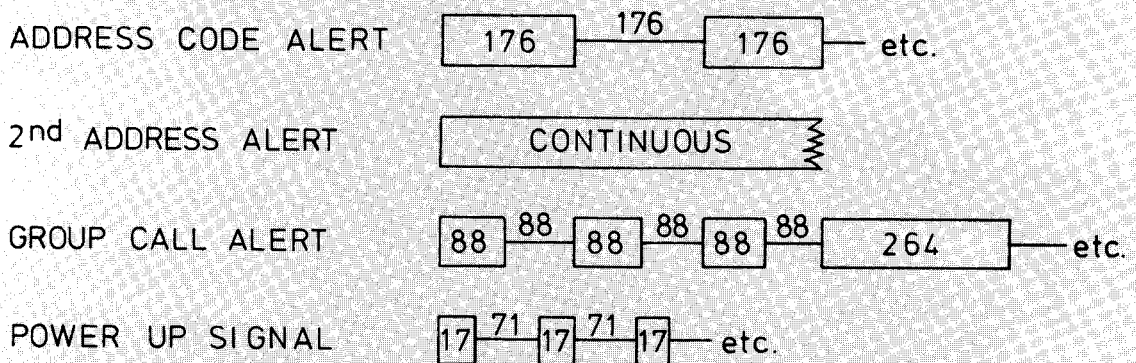 ADDRESS CODE ALERT 176 176 176 etc.
2nd ADDRESS ALERT CONTINUOUS
GROUP CALL ALERT 88 88 88 88 88 88 264 etc.
POWER UP SIGNAL 17 71 17 71 17 etc.